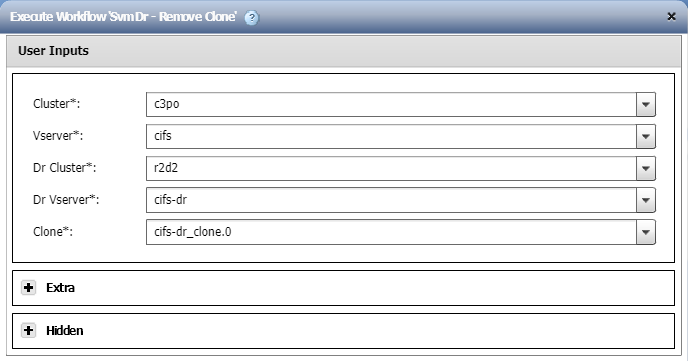 Execute Workflow 'Svm Dr - Remove Clone' ?
User Inputs
Cluster*: c3po
Vserver*: cifs
Dr Cluster*: r2d2
Dr Vserver*: cifs-dr
Clone*: cifs-dr_clone.0
Extra
Hidden